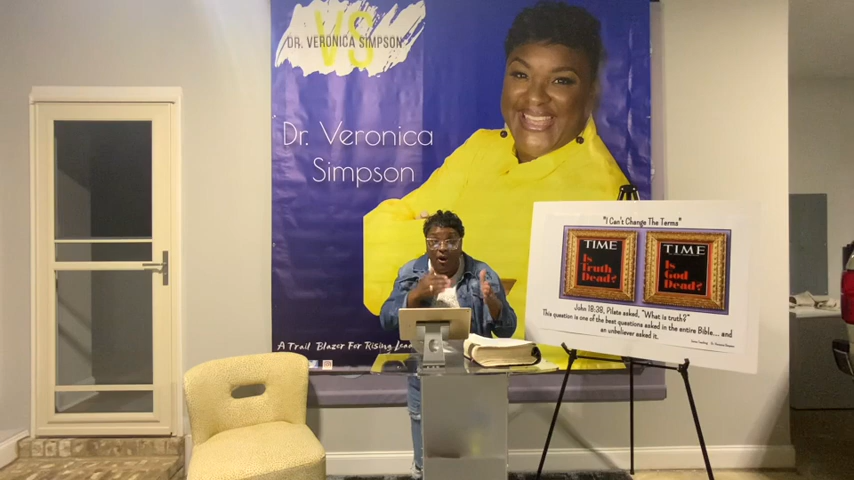 VS
DR. VERONICA SIMPSON
Dr. Veronica
Simpson
A Trail Blazer For Rising
"I Can't Change The Terms"
TIME
Is
Truth
Dead?
TIME
Is
God
Dead?
John 18:38, Pilate asked, "What is truth?"
This question is one of the best questions asked in the entire Bible... and
an unbeliever asked it.